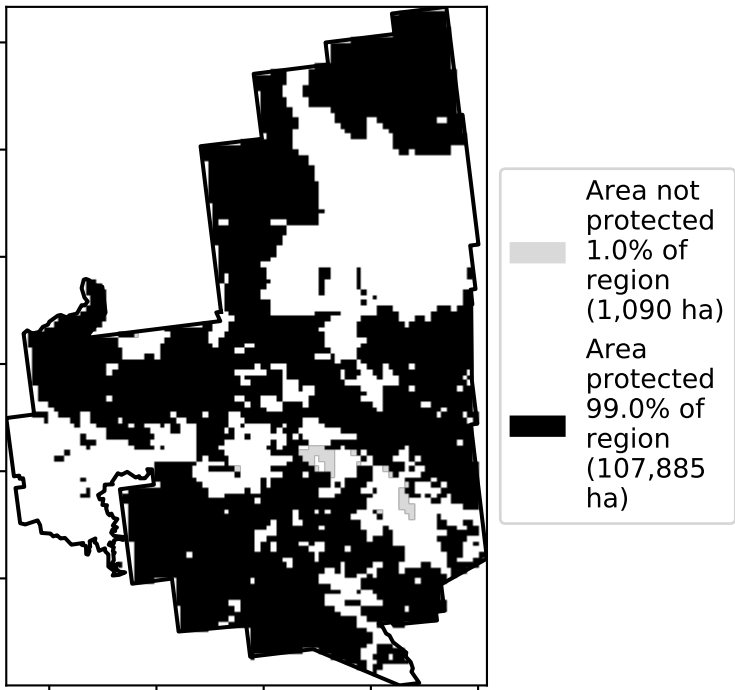 Area not
protected
1.0% of
region
(1,090 ha)
Area
protected
99.0% of
region
(107,885
ha)